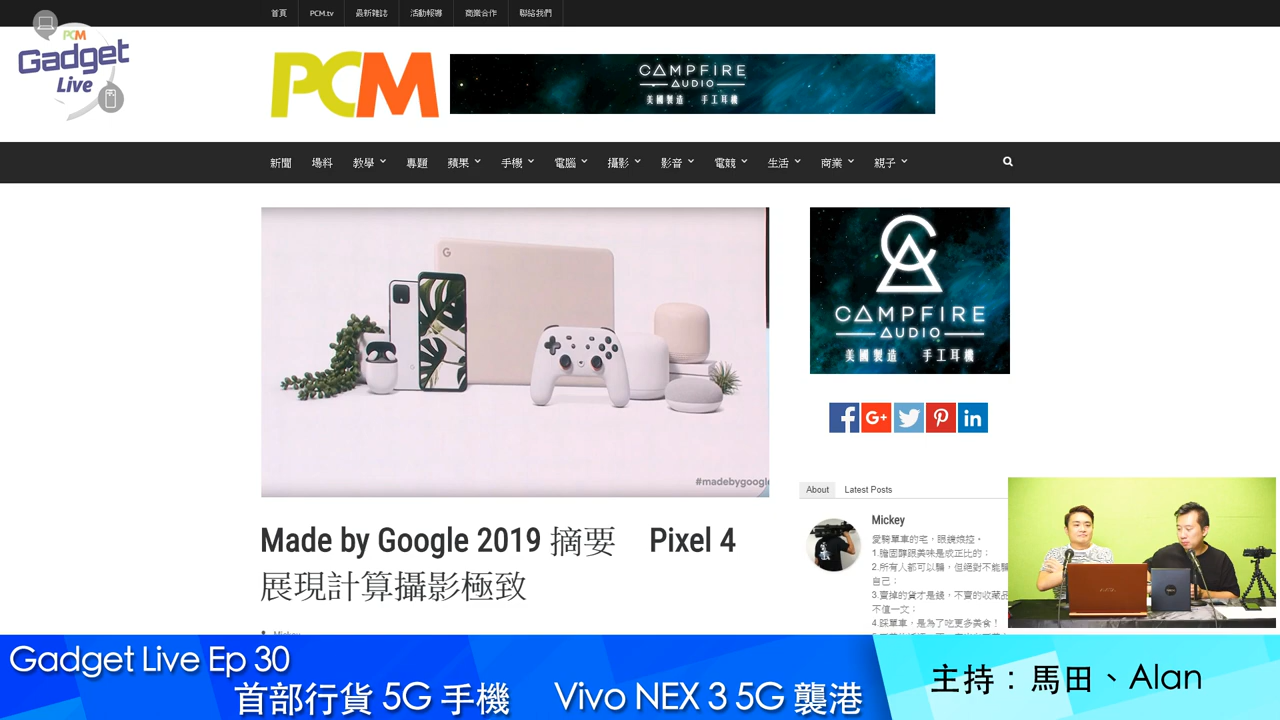 首頁 PCM.tv 最新雜誌 活動報導 商業合作 聯絡我們
PCM
Gadget
Live
PCM
CAMPFIRE
AUDIO
美國製造 手工耳機
新聞 場料 教學 專題 蘋果 手機 電腦 攝影 影音 電競 生活 商業 親子
G
#madebygoogle
CAMPFIRE
AUDIO
美國製造 手工耳機
f G+ in
About Latest Posts
Made by Google 2019 摘要 Pixel 4
展現計算攝影極致
Mickey
Mickey
愛騎單車的宅，眼鏡娘控。
1.膽固醇跟美味是成正比的；
2.所有人都可以騙，但絕對不能騙
自己；
3.賣掉的貨才是錢，不賣的收藏品
不值一文；
4.踩單車，是為了吃更多美食！
Gadget Live Ep 30
首部行貨 5G 手機 Vivo NEX 3 5G 襲港
主持：馬田、Alan